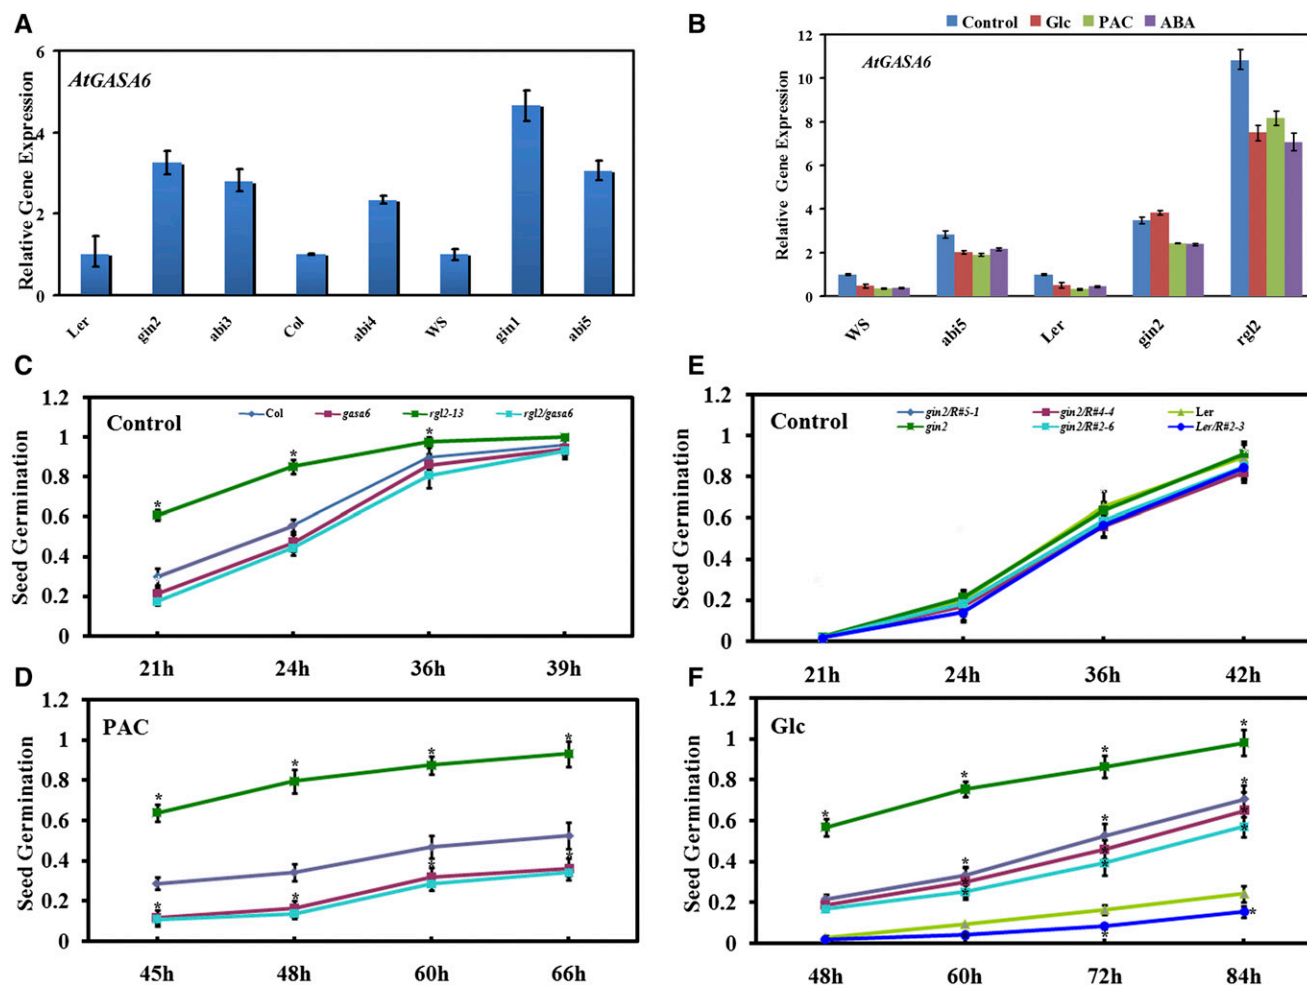 A
AtGASA6
Relative Gene Expression
6
4
2
0
Ler
gin2
abi3
Col
abi4
WS
gin1
abi5
B
Control Glc PAC ABA
AtGASA6
Relative Gene Expression
12
10
8
6
4
2
0
WS
abi5
Ler
gin2
rgl2
C
Control
Col gasa6 rgl2-13 rgl2/gasa6
Seed Germination
1.2
1
0.8
0.6
0.4
0.2
0
* * *
21h 24h 36h 39h
E
Control
gin2/R#5-1 gin2/R#4-4 Ler
gin2 gin2/R#2-6 Ler/R#2-3
Seed Germination
1.2
1
0.8
0.6
0.4
0.2
0
21h 24h 36h 42h
D
PAC
Seed Germination
1.2
1
0.8
0.6
0.4
0.2
0
* * * *
* * * *
45h 48h 60h 66h
F
Glc
Seed Germination
1.2
1
0.8
0.6
0.4
0.2
0
* * * *
* * *
* * *
* *
48h 60h 72h 84h